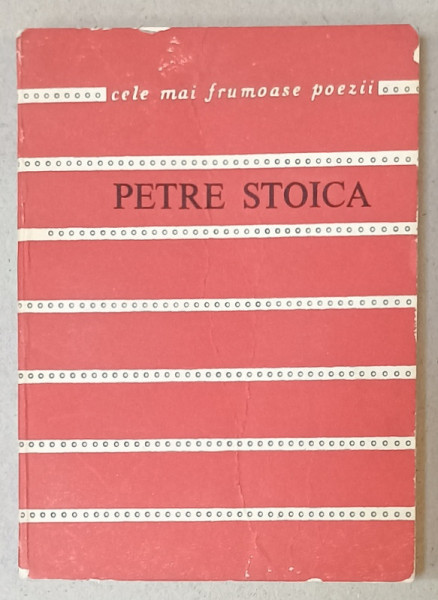 cele mai frumoase poezii
PETRE STOICA